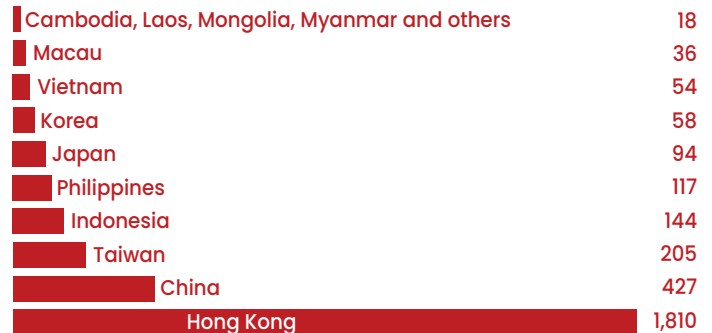 Cambodia, Laos, Mongolia, Myanmar and others 18
Macau 36
Vietnam 54
Korea 58
Japan 94
Philippines 117
Indonesia 144
Taiwan 205
China 427
Hong Kong 1,810